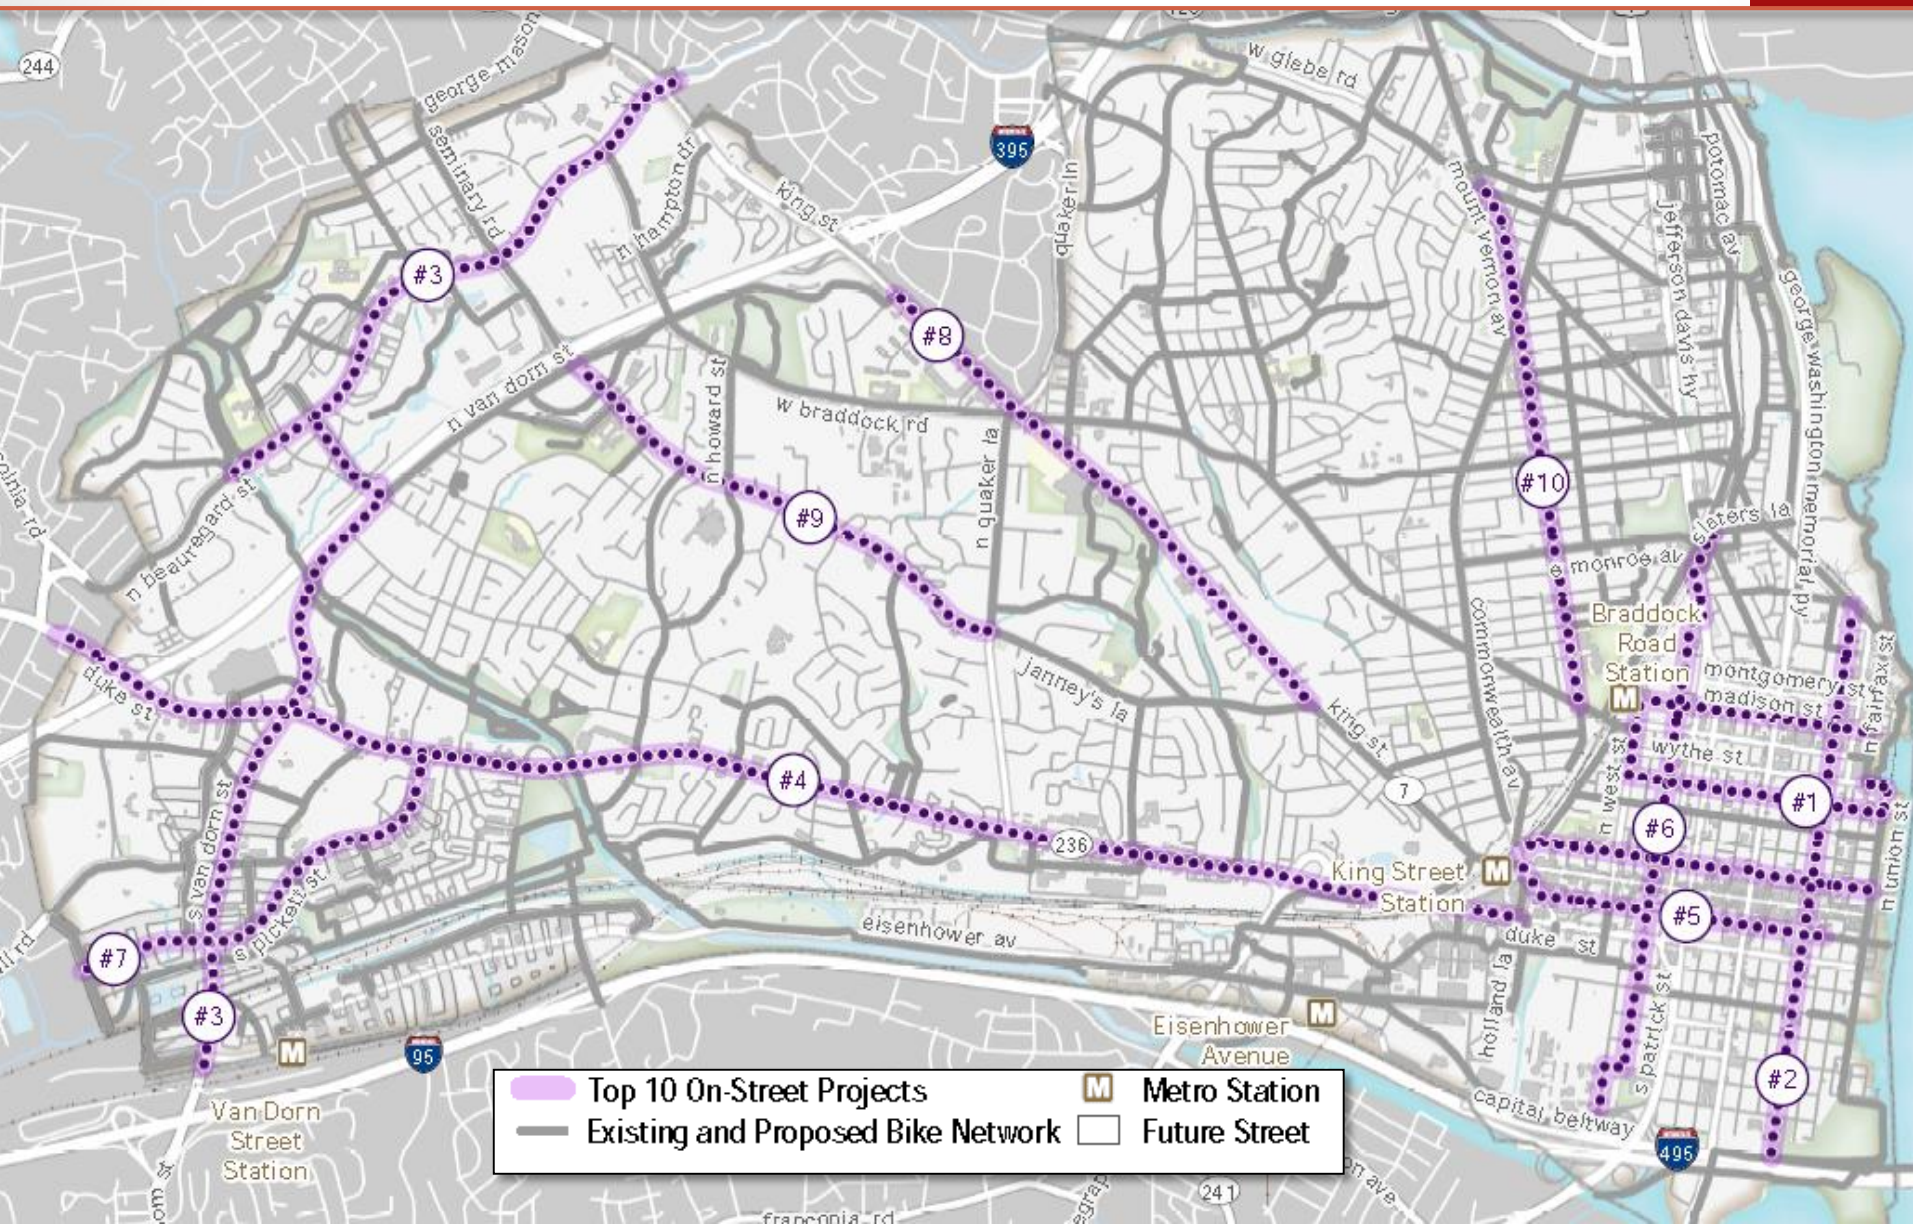 244
george mason
w glebe rd
seminary rd
395
n hampton dr
king st
quaker ln
mount vernon av
potomac av
jefferson davis hy
george washington memorial py
#3
#8
n van dorn st
n howard st
w braddock rd
n quaker la
#10
#9
n beauregard st
slaters la
e monroe av
Braddock
Road
Station
M
commonwealth av
duke st
janney's la
king st
montgomery st
madison st
n fairfax st
wythe st
n west st
#4
7
#1
#6
236
King Street
Station
M
n union st
s van dorn st
s pickett st
#5
eisenhower av
duke st
#7
#3
M
95
Van Dorn
Street
Station
Eisenhower
Avenue
M
holland la
s patrick st
#2
capital beltway
495
Top 10 On-Street Projects
M Metro Station
Existing and Proposed Bike Network
Future Street
241
franconia rd